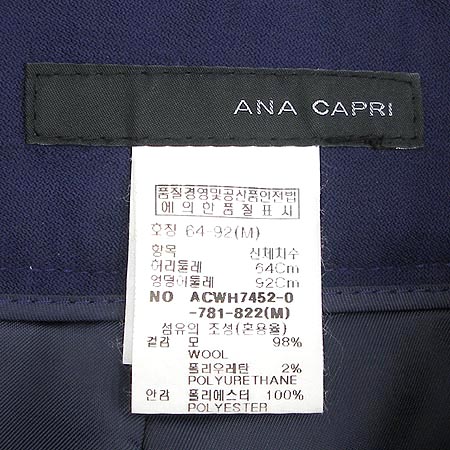 ANA CAPRI
품질경영및공산품안전법
에 의한 품질표시
호칭 64-92(M)
항목 신체치수
허리둘레 64Cm
엉덩이둘레 92Cm
NO ACWH7452-0
-781-822(M)
섬유의 조성(혼용율)
겉감 모 98%
WOOL
폴리우레탄 2%
POLYURETHANE
안감 폴리에스터 100%
POLYESTER